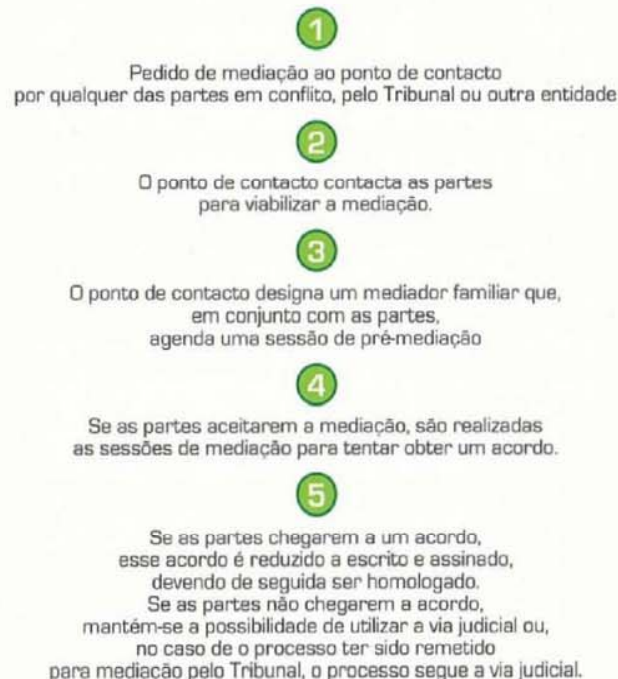 1
Pedido de mediação ao ponto de contacto
por qualquer das partes em conflito, pelo Tribunal ou outra entidade
2
O ponto de contacto contacta as partes
para viabilizar a mediação.
3
O ponto de contacto designa um mediador familiar que,
em conjunto com as partes,
agenda uma sessão de pré-mediação
4
Se as partes aceitarem a mediação, são realizadas
as sessões de mediação para tentar obter um acordo.
5
Se as partes chegarem a um acordo,
esse acordo é reduzido a escrito e assinado,
devendo de seguida ser homologado.
Se as partes não chegarem a acordo,
mantém-se a possibilidade de utilizar a via judicial ou,
no caso de o processo ter sido remetido
para mediação pelo Tribunal, o processo segue a via judicial.